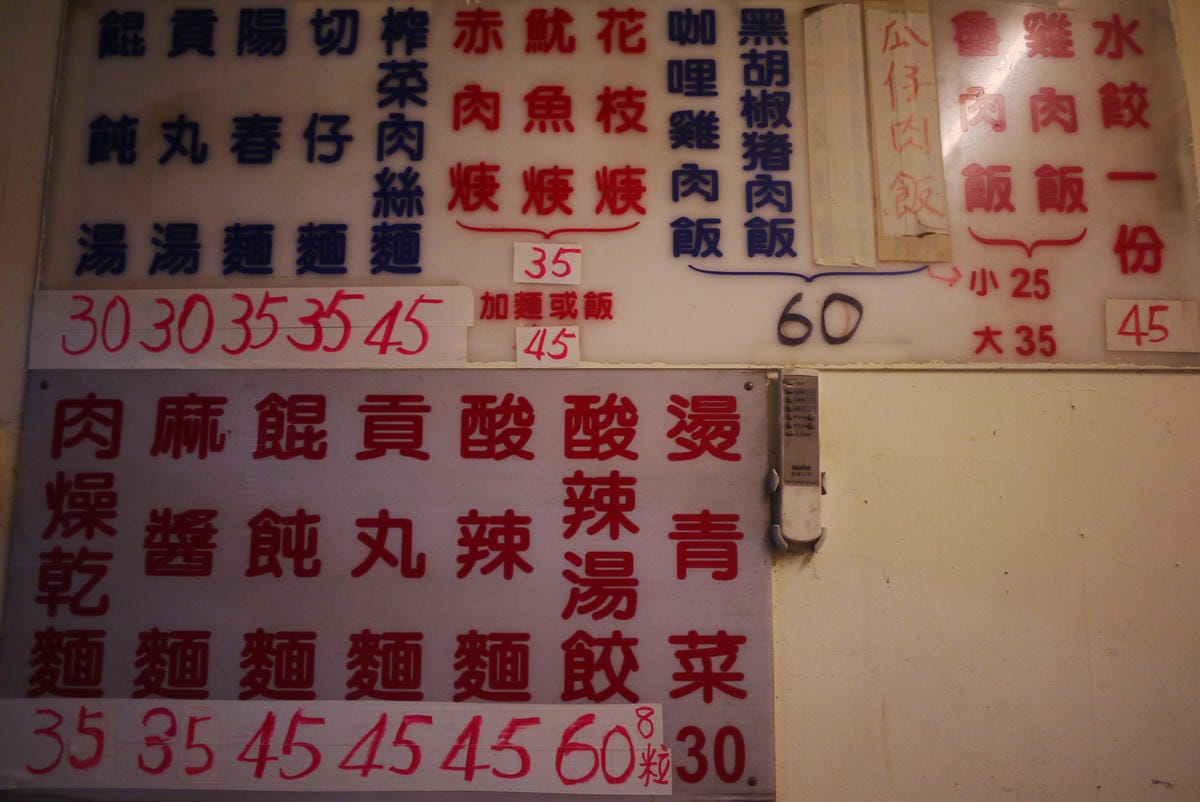 水餃一份
45
雞肉飯
魯肉飯
小 25
大 35
瓜仔肉飯
黑胡椒猪肉飯
咖哩雞肉飯
60
花枝焿
魷魚焿
赤肉焿
35
加麵或飯
45
榨菜肉絲麵
45
切仔麵
35
陽春麵
35
貢丸湯
30
餛飩湯
30
燙青菜
30
酸辣湯餃
60 8粒
酸辣麵
45
貢丸麵
45
餛飩麵
45
麻醬麵
35
肉燥乾麵
35
SANYO